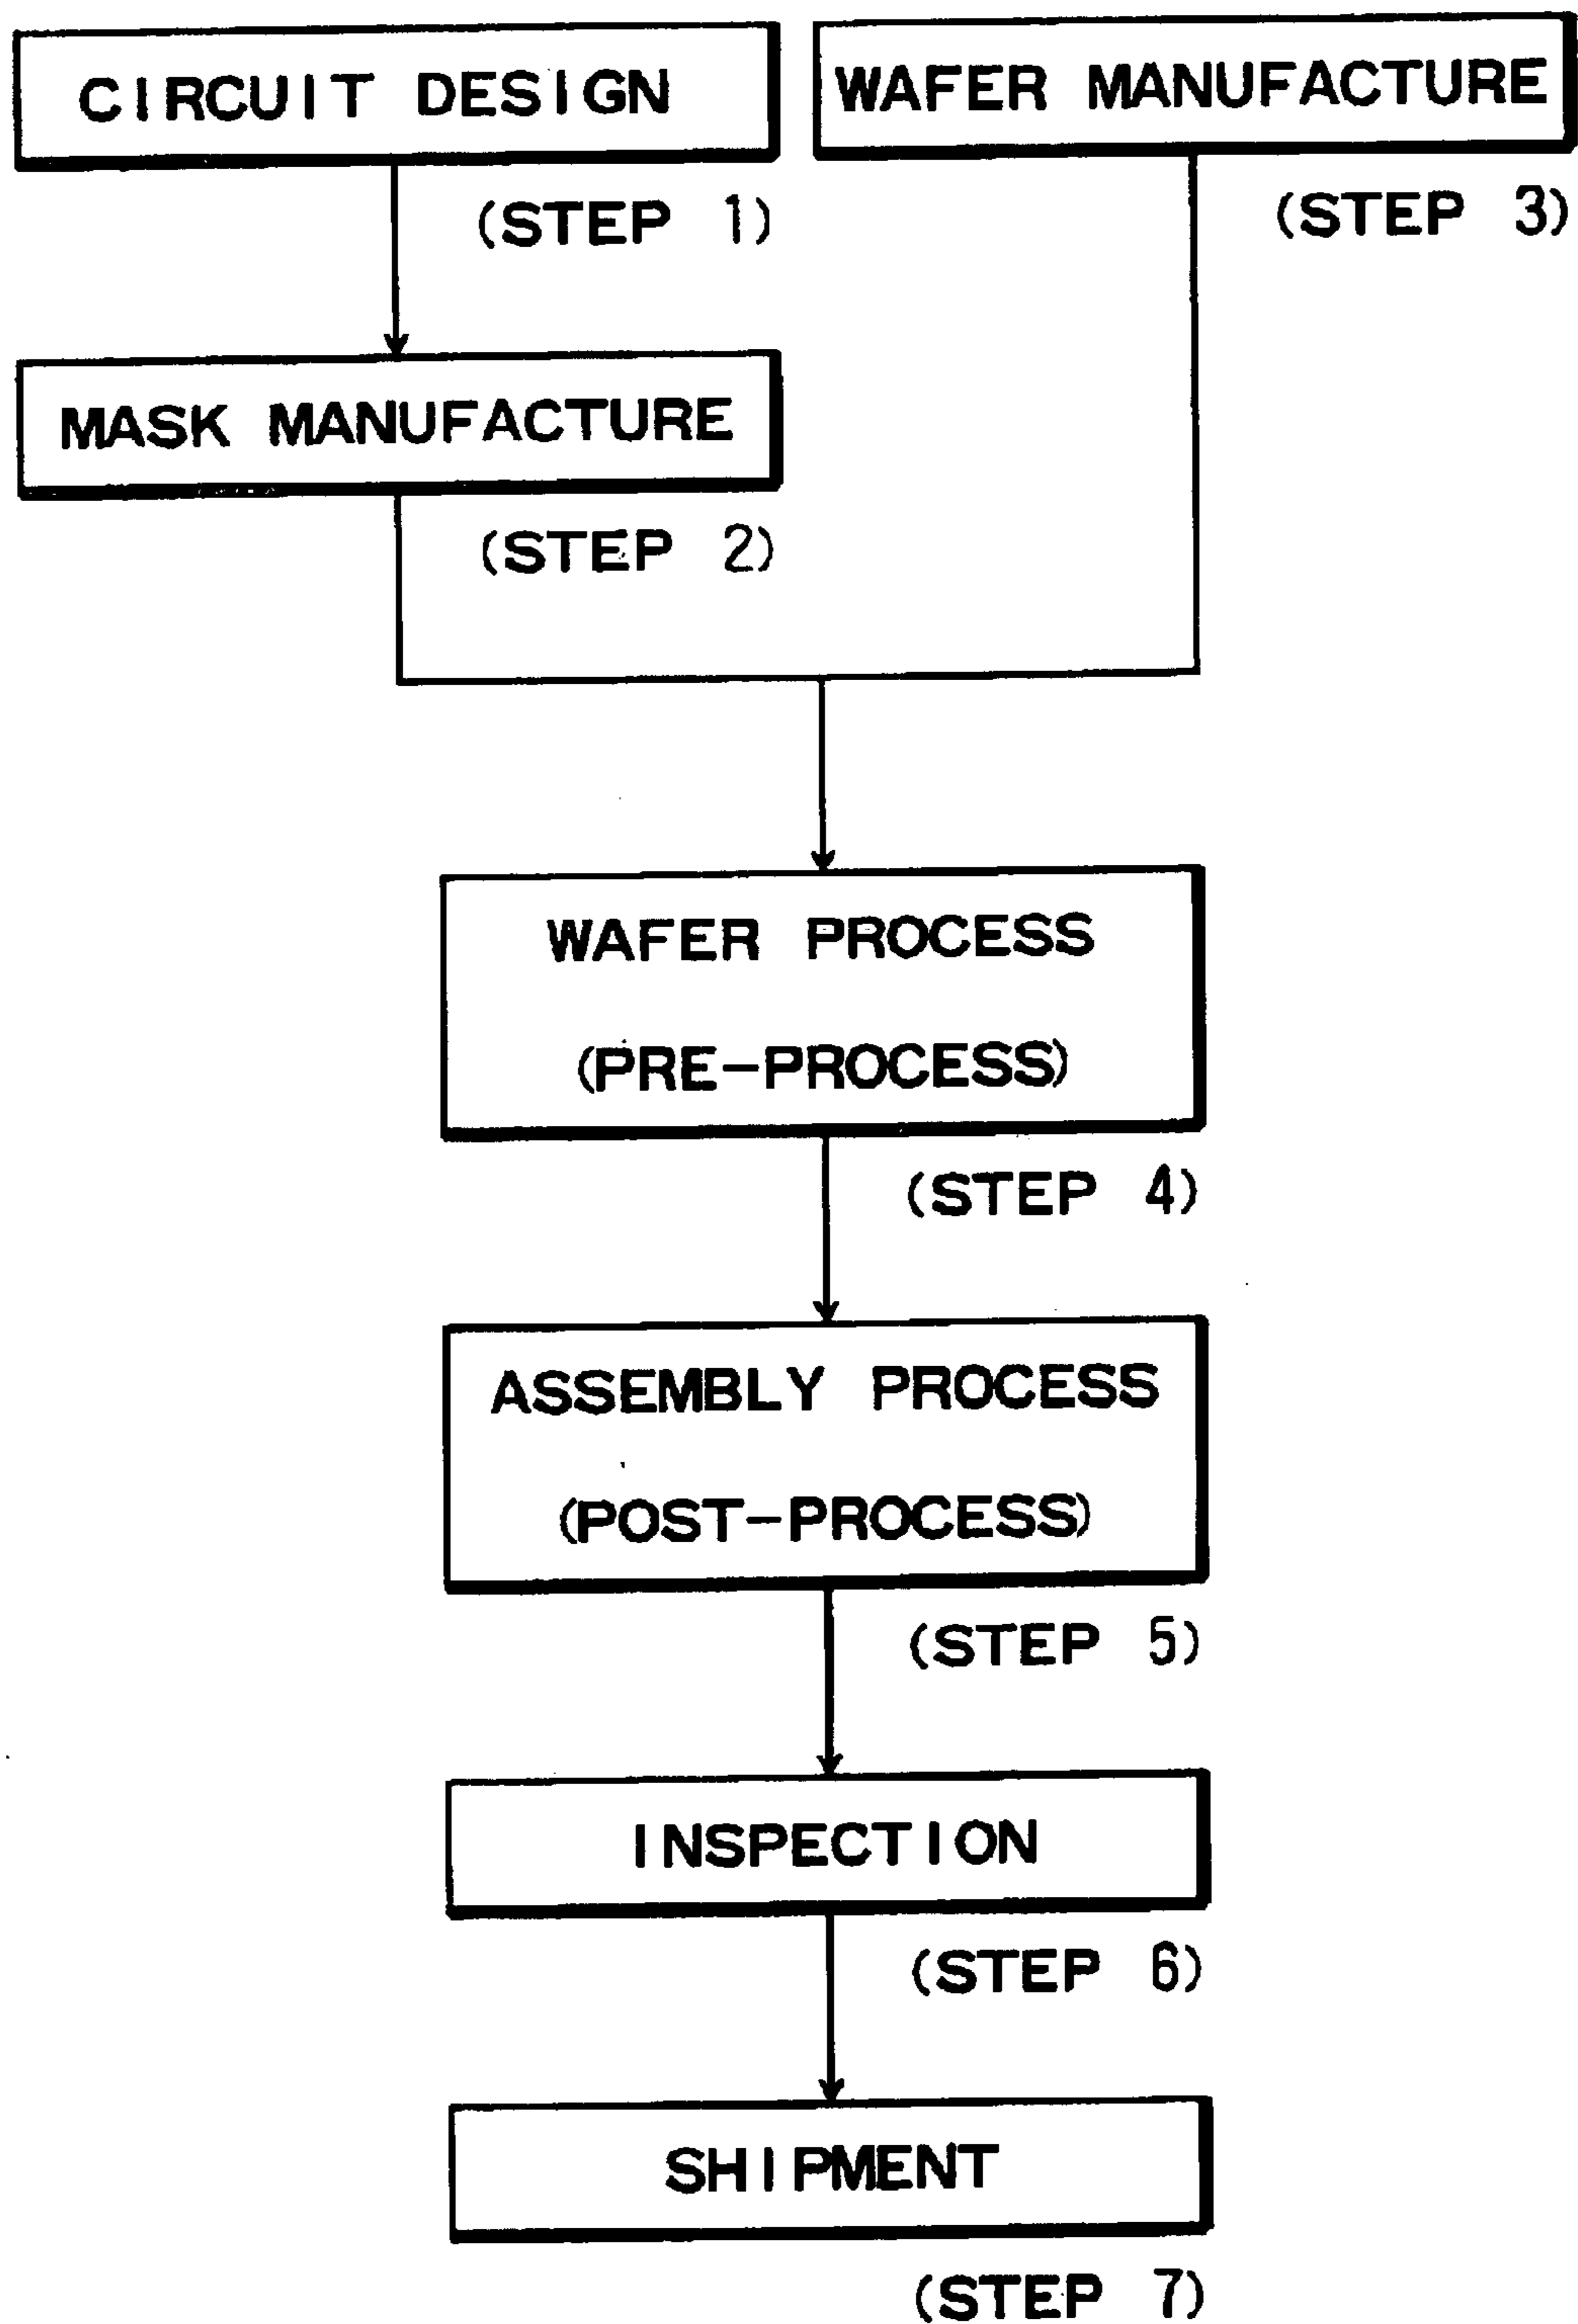 CIRCUIT DESIGN
(STEP 1)
WAFER MANUFACTURE
(STEP 3)
MASK MANUFACTURE
(STEP 2)
WAFER PROCESS
(PRE-PROCESS)
(STEP 4)
ASSEMBLY PROCESS
(POST-PROCESS)
(STEP 5)
INSPECTION
(STEP 6)
SHIPMENT
(STEP 7)